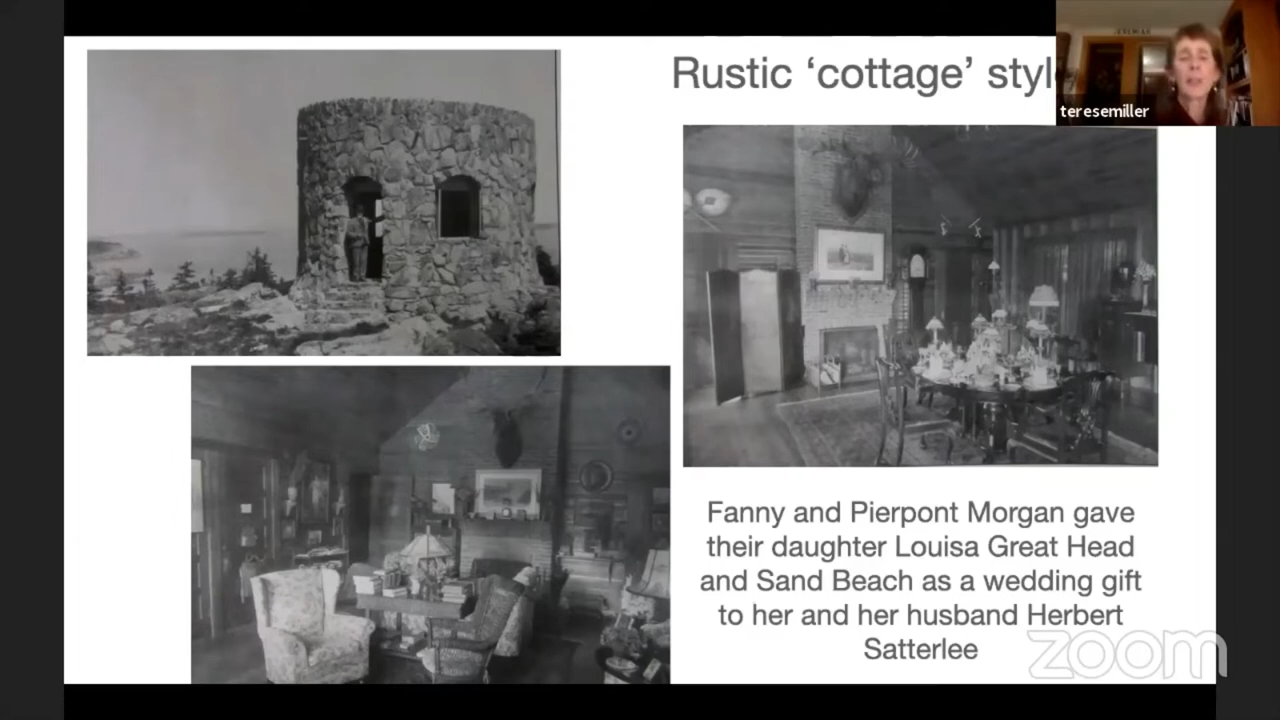 Rustic ‘cottage’ styl
JEREMIAH
teresemiller
Fanny and Pierpont Morgan gave
their daughter Louisa Great Head
and Sand Beach as a wedding gift
to her and her husband Herbert
Satterlee
zoom